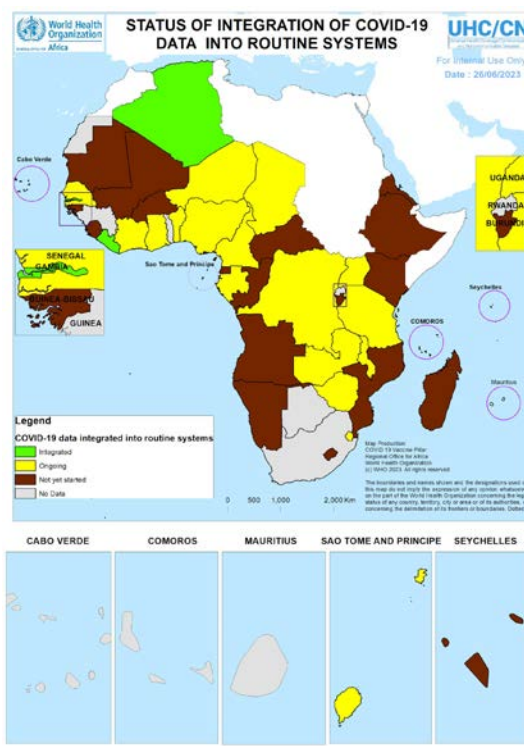 World Health
Organization
Africa
STATUS OF INTEGRATION OF COVID-19
DATA INTO ROUTINE SYSTEMS
UHC/CN
For Internal Use Only
Date : 26/06/2023
Cabo Verde
UGANDA
RWANDA
BURUNDI
SENEGAL
GAMBIA
GUINEA-BISSAU
GUINEA
Sao Tome and Principe
Seychelles
COMOROS
Mauritius
Legend
COVID-19 data integrated into routine systems
Integrated
Ongoing
Not yet started
No Data
Map Production
COVID 19 Vaccine Pillar
Regional Office for Africa
World Health Organization
(c) WHO 2023. All rights reserved.
The boundaries and names shown and the designations used o
this map do not imply the expression of any opinion whatsoeve
on the part of the World Health Organization concerning the leg
status of any country, territory, city or area or of its authorities,
concerning the delimitation of its frontiers or boundaries. Dotted
0 500 1,000 2,000 Km
CABO VERDE
COMOROS
MAURITIUS
SAO TOME AND PRINCIPE
SEYCHELLES